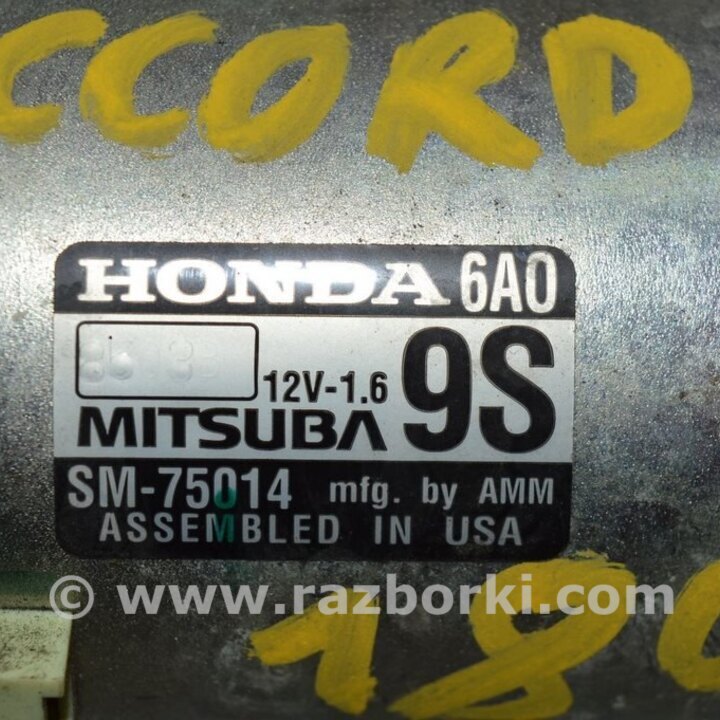 CCORD
HONDA 6A0
12V-1.6 9S
MITSUBA
SM-75014 mfg. by AMM
ASSEMBLED IN USA
© www.razborki.com